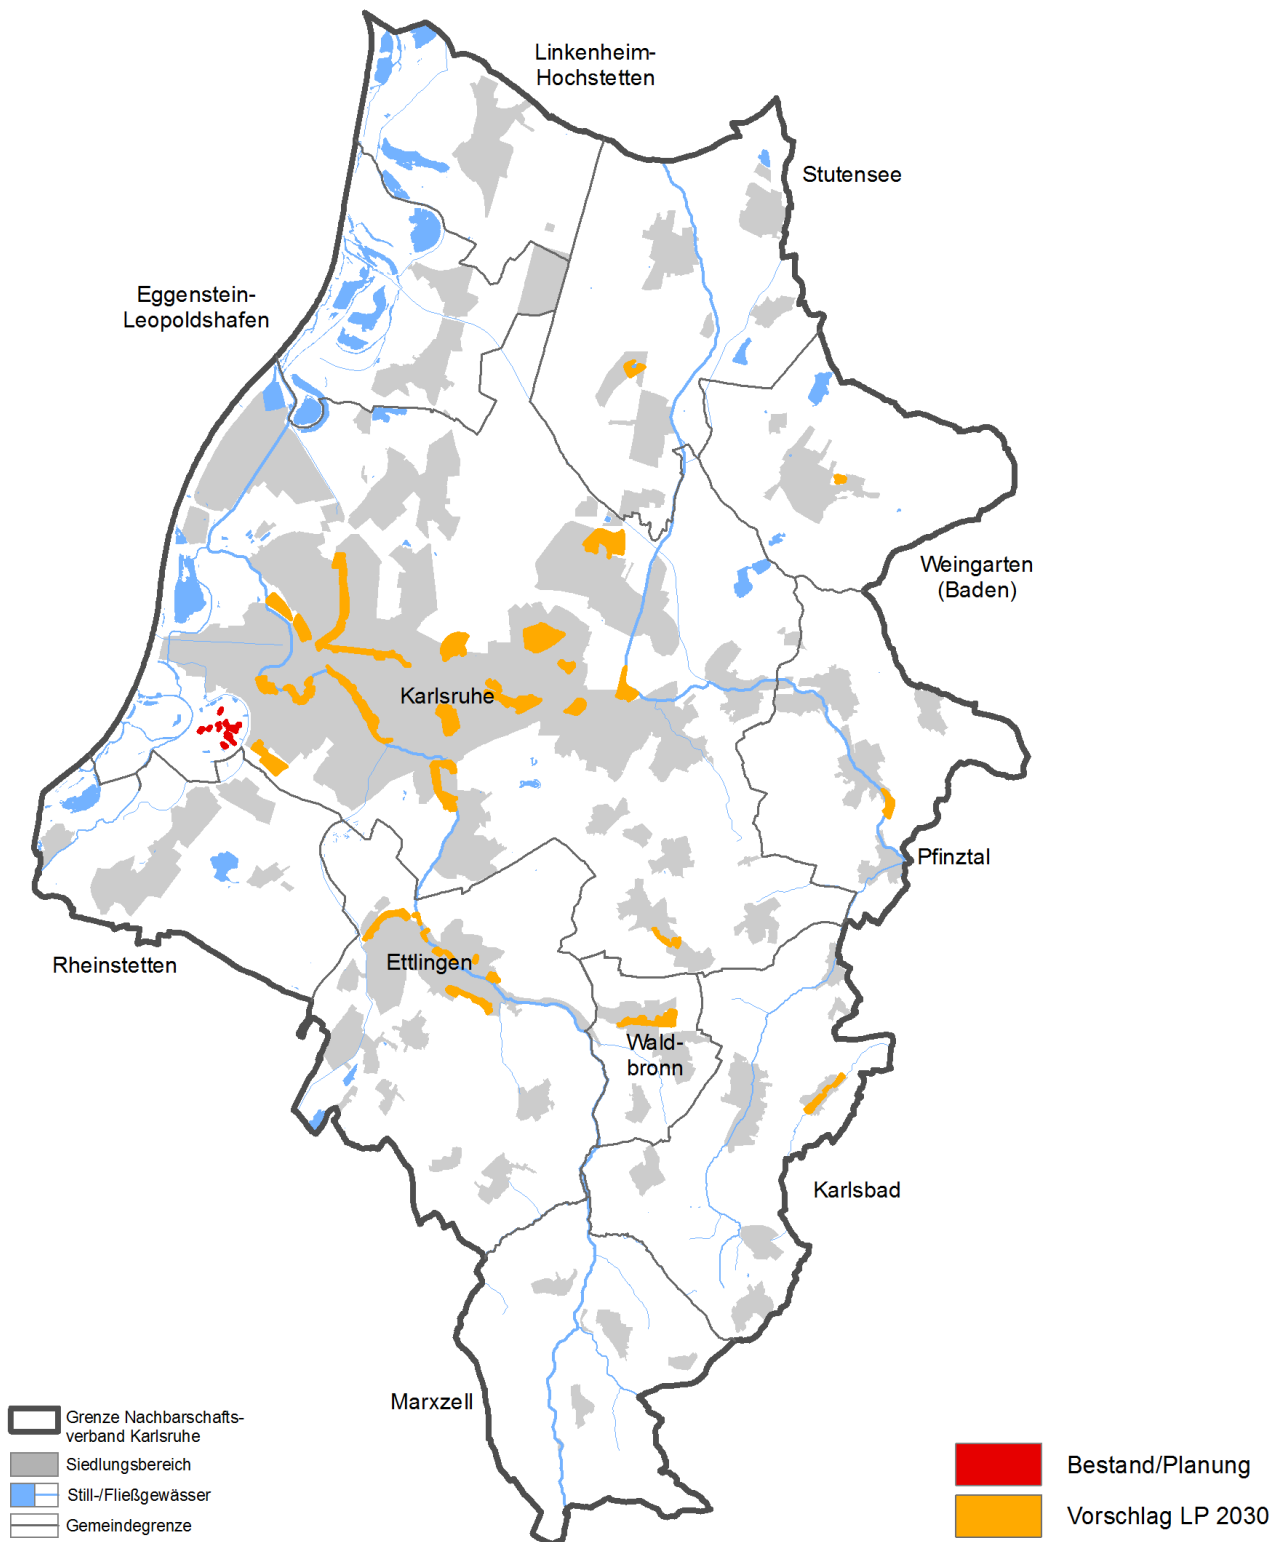 Linkenheim-
Hochstetten
Stutensee
Eggenstein-
Leopoldshafen
Weingarten
(Baden)
Karlsruhe
Pfinztal
Rheinstetten
Ettlingen
Wald-
bronn
Karlsbad
Marxzell
Grenze Nachbarschafts-
verband Karlsruhe
Siedlungsbereich
Still-/Fließgewässer
Gemeindegrenze
Bestand/Planung
Vorschlag LP 2030